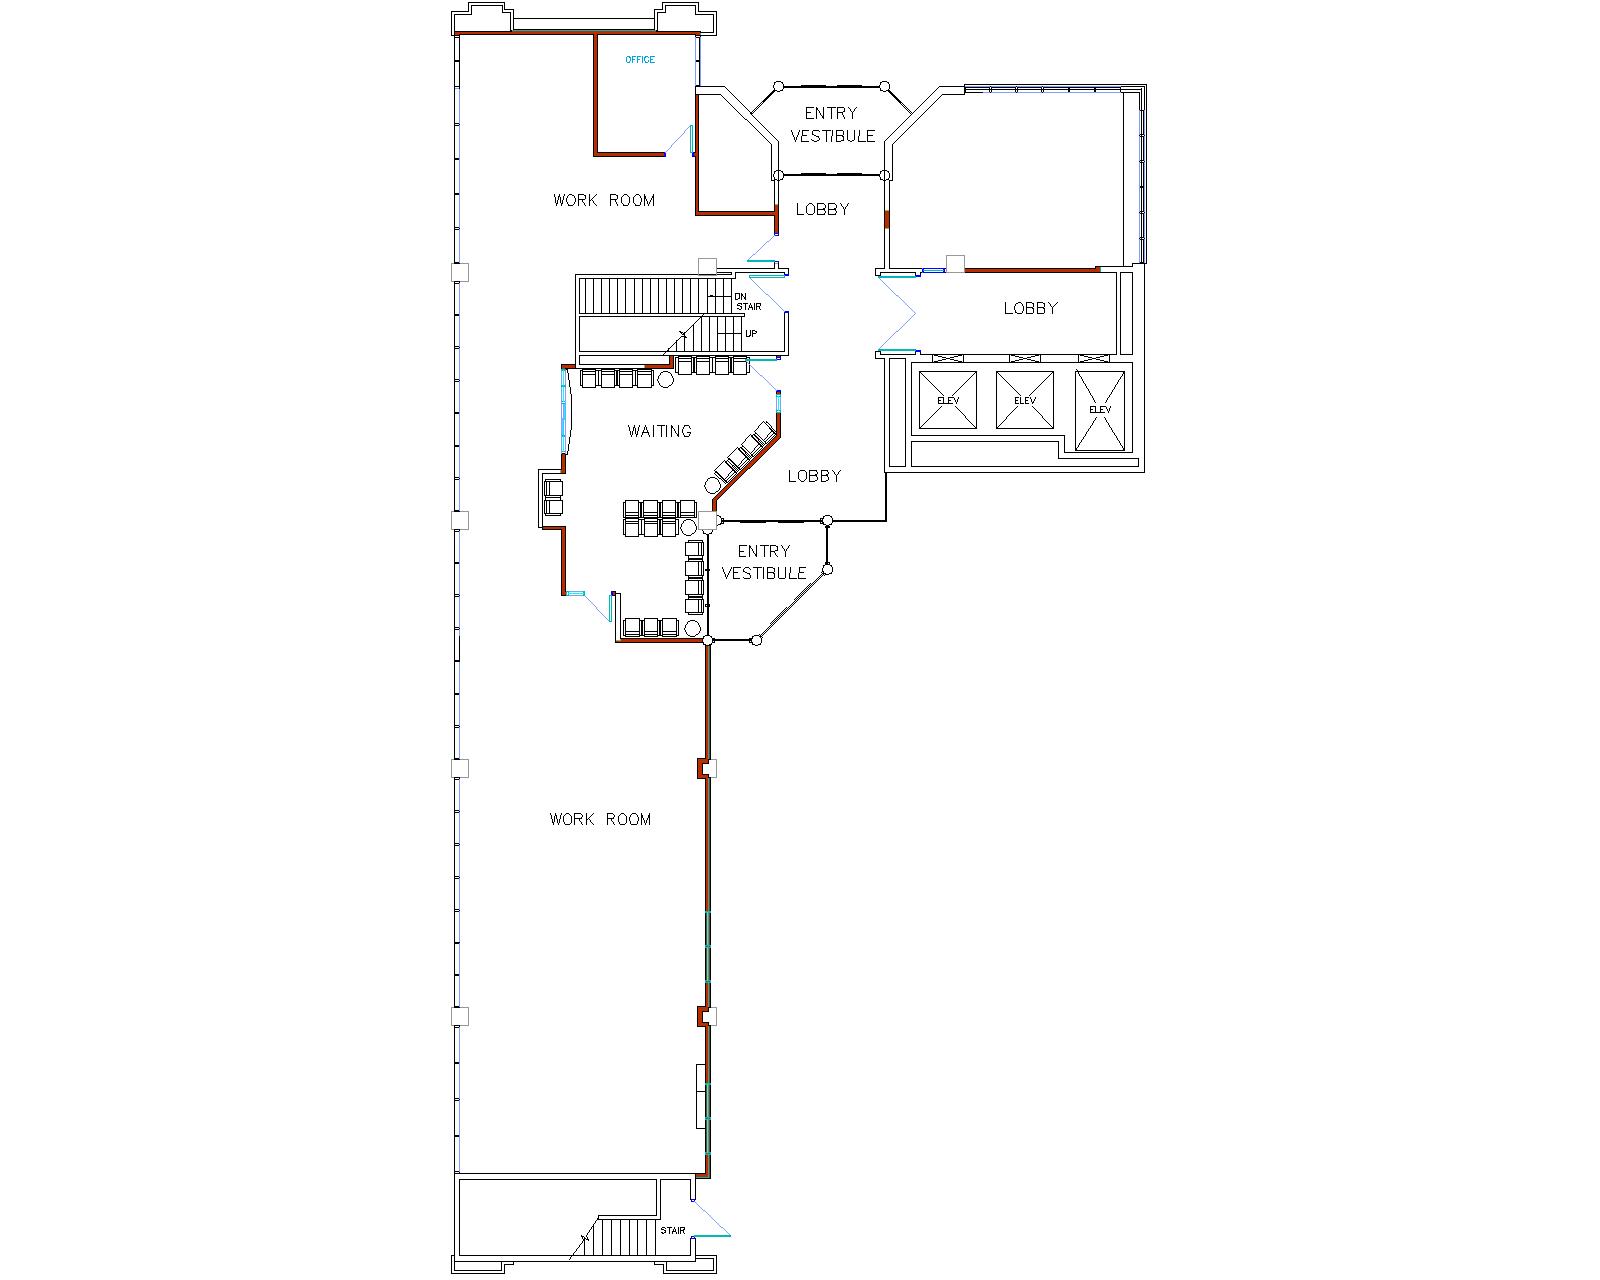 OFFICE
ENTRY
VESTIBULE
WORK ROOM
LOBBY
DN
STAIR
UP
LOBBY
ELEV
ELEV
ELEV
WAITING
LOBBY
ENTRY
VESTIBULE
WORK ROOM
STAIR